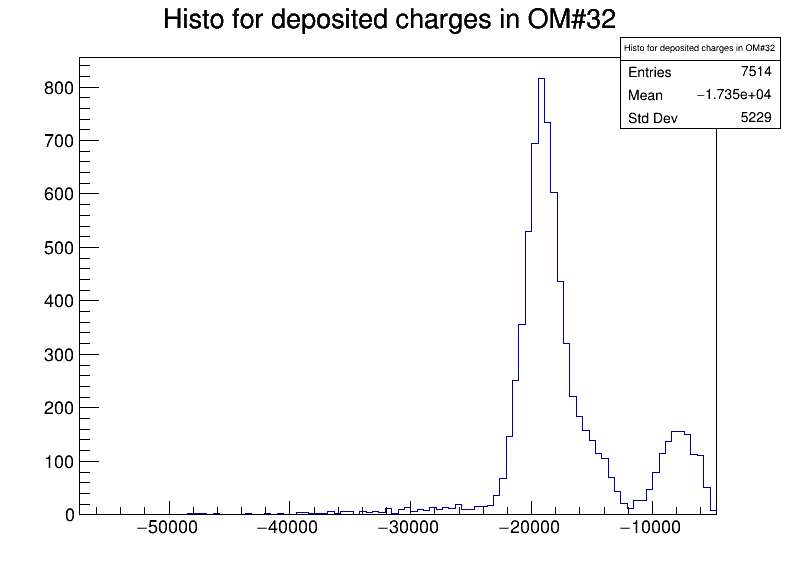 Histo for deposited charges in OM#32
Histo for deposited charges in OM#32
Entries 7514
Mean −1.735e+04
Std Dev 5229
800
700
600
500
400
300
200
100
0
−50000 −40000 −30000 −20000 −10000